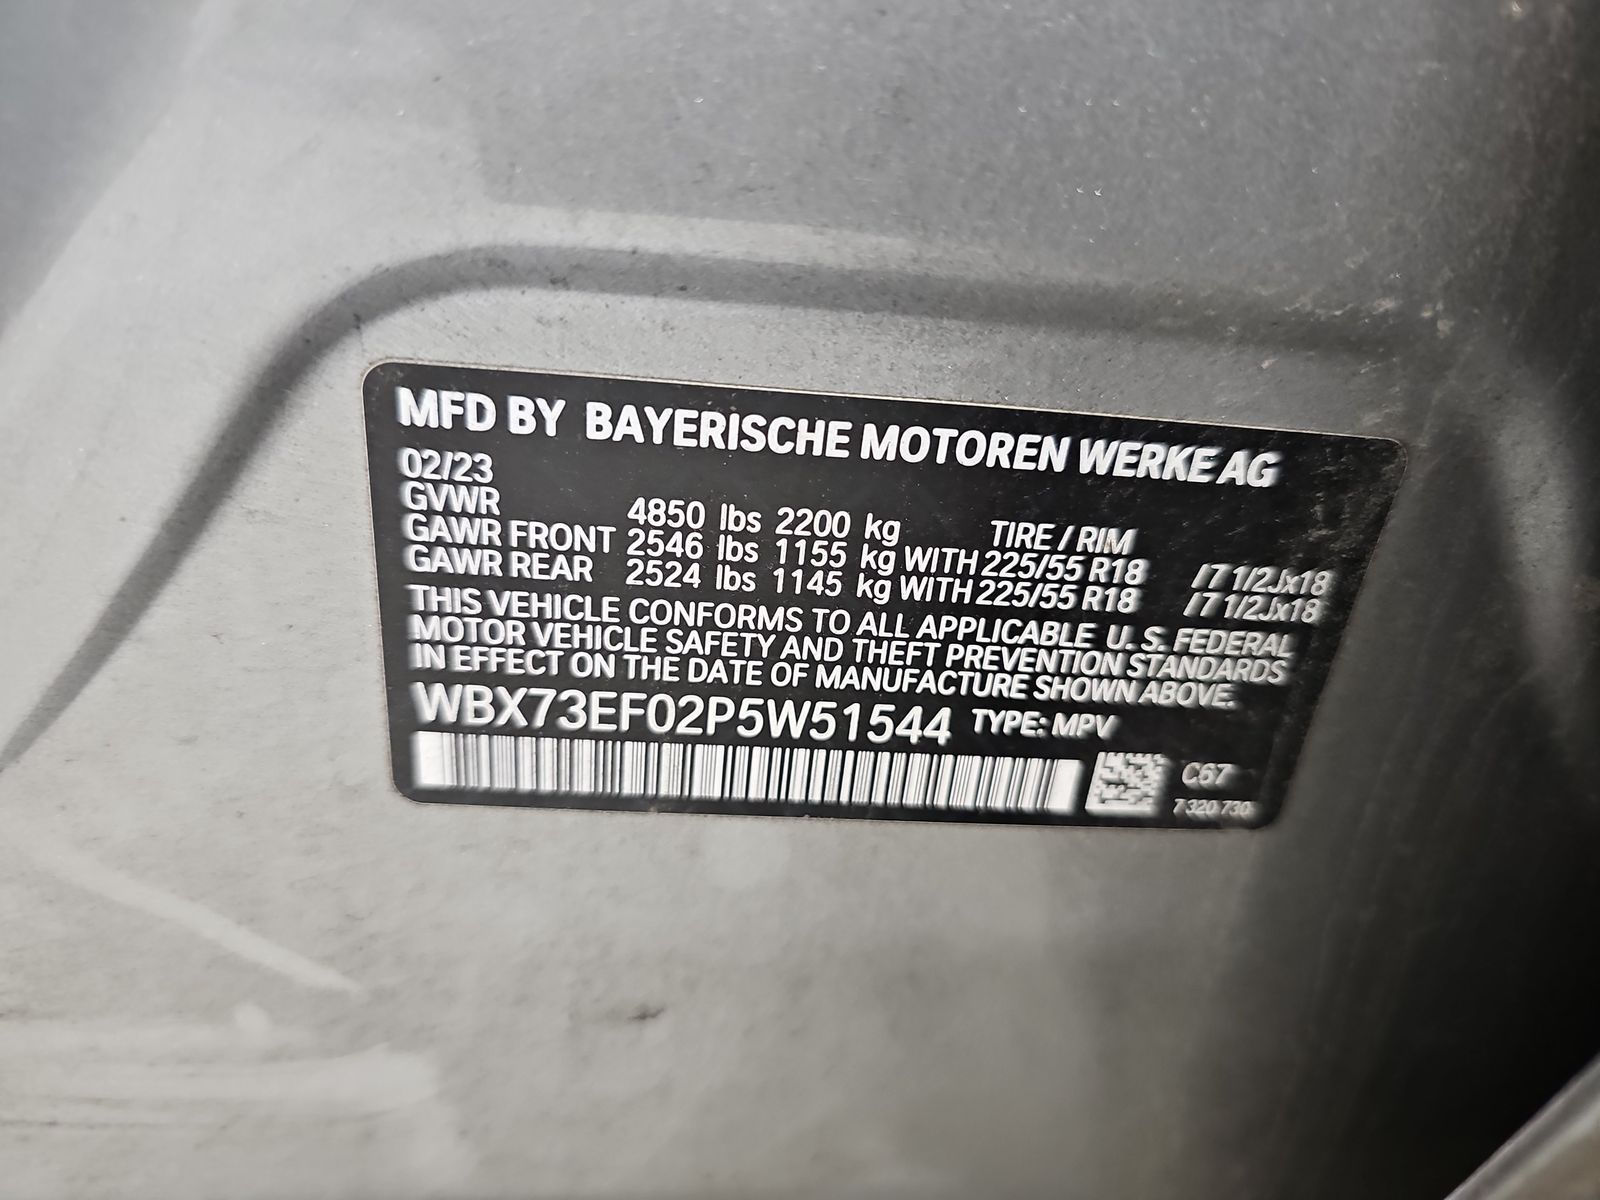 MFD BY BAYERISCHE MOTOREN WERKE AG
02/23
GVWR 4850 lbs 2200 kg TIRE / RIM
GAWR FRONT 2546 lbs 1155 kg WITH 225/55 R18 / 7 1/2Jx18
GAWR REAR 2524 lbs 1145 kg WITH 225/55 R18 / 7 1/2Jx18
THIS VEHICLE CONFORMS TO ALL APPLICABLE U. S. FEDERAL
MOTOR VEHICLE SAFETY AND THEFT PREVENTION STANDARDS
IN EFFECT ON THE DATE OF MANUFACTURE SHOWN ABOVE.
WBX73EF02P5W51544 TYPE: MPV
C67
7 320 730